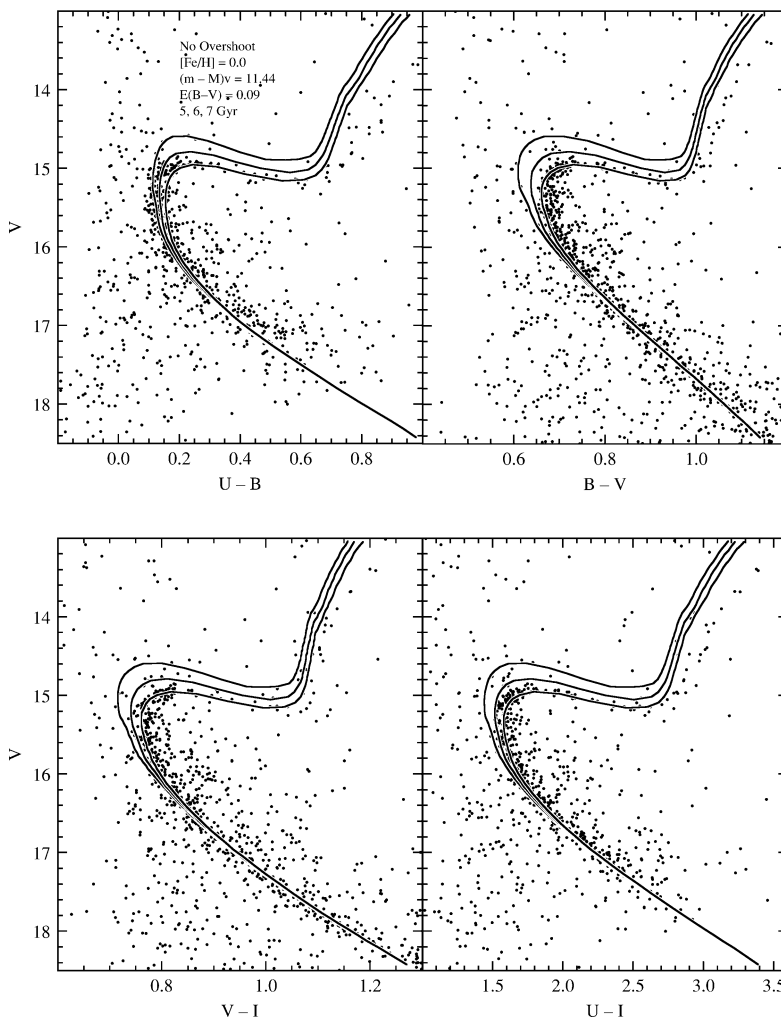 No Overshoot
[Fe/H] = 0.0
(m – M)v = 11.44
E(B–V) = 0.09
5, 6, 7 Gyr
14
15
16
17
18
V
0.0 0.2 0.4 0.6 0.8
0.6 0.8 1.0
U – B
B – V
14
15
16
17
18
V
0.8 1.0 1.2
1.5 2.0 2.5 3.0 3.5
V – I
U – I